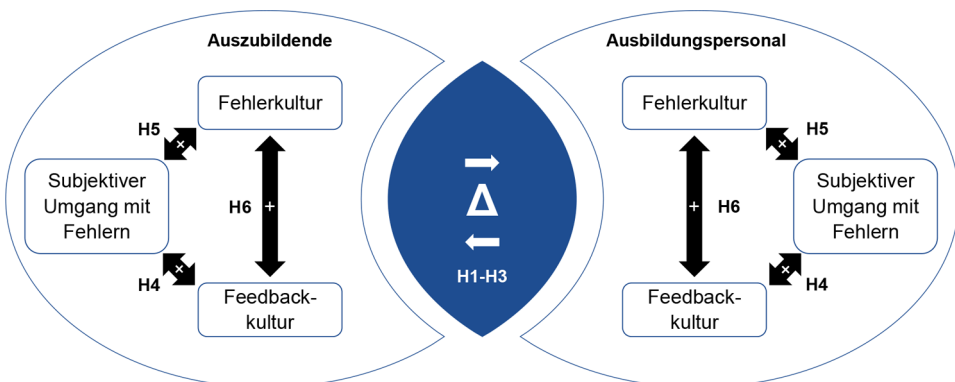 Auszubildende
Fehlerkultur
H5
×
Subjektiver
Umgang mit
Fehlern
H6
+
×
H4
Feedback-
kultur
Δ
H1-H3
Ausbildungspersonal
Fehlerkultur
H5
×
Subjektiver
Umgang mit
Fehlern
+
H6
×
H4
Feedback-
kultur